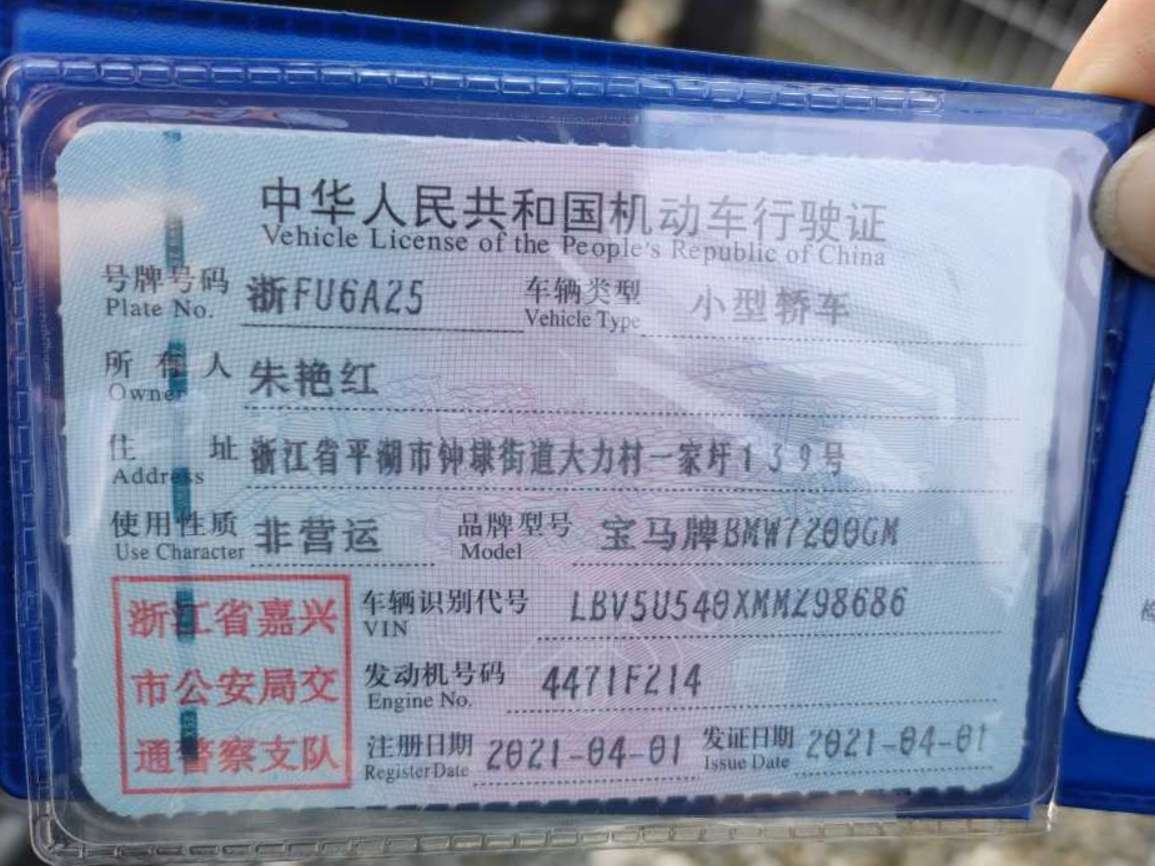 中华人民共和国机动车行驶证
Vehicle License of the People's Republic of China
号牌号码 浙FU6A25 车辆类型 小型轿车
Plate No. Vehicle Type
所有人 朱艳红
Owner
住址 浙江省平湖市钟埭街道大力村一家圩139号
Address
使用性质 非营运 品牌型号 宝马牌BMW7200GM
Use Character Model
浙江省嘉兴
市公安局交
通警察支队
车辆识别代号 LBV5U540XMMZ98686
VIN
发动机号码 4471F214
Engine No.
注册日期 2021-04-01 发证日期 2021-04-01
Register Date Issue Date